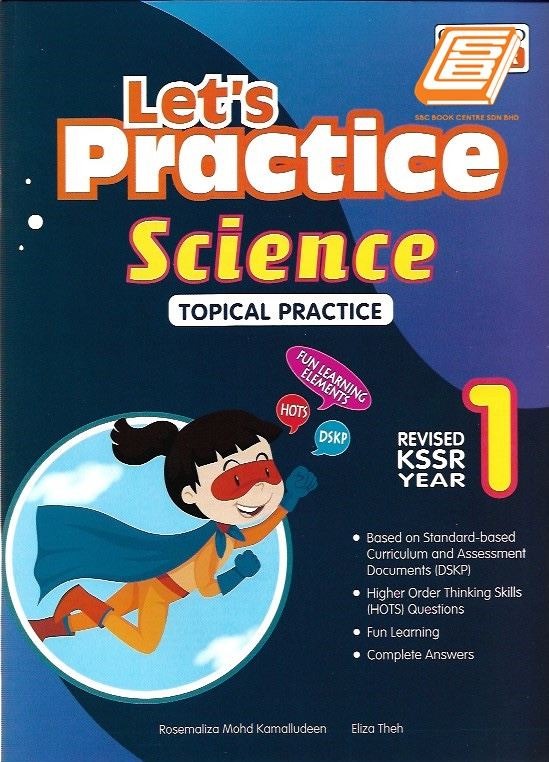 SBC BOOK CENTRE SDN BHD
Let's
Practice
Science
TOPICAL PRACTICE
FUN LEARNING
ELEMENTS
HOTS
DSKP
REVISED
KSSR
YEAR
1
• Based on Standard-based
Curriculum and Assessment
Documents (DSKP)
• Higher Order Thinking Skills
(HOTS) Questions
• Fun Learning
• Complete Answers
Rosemaliza Mohd Kamalludeen Eliza Theh